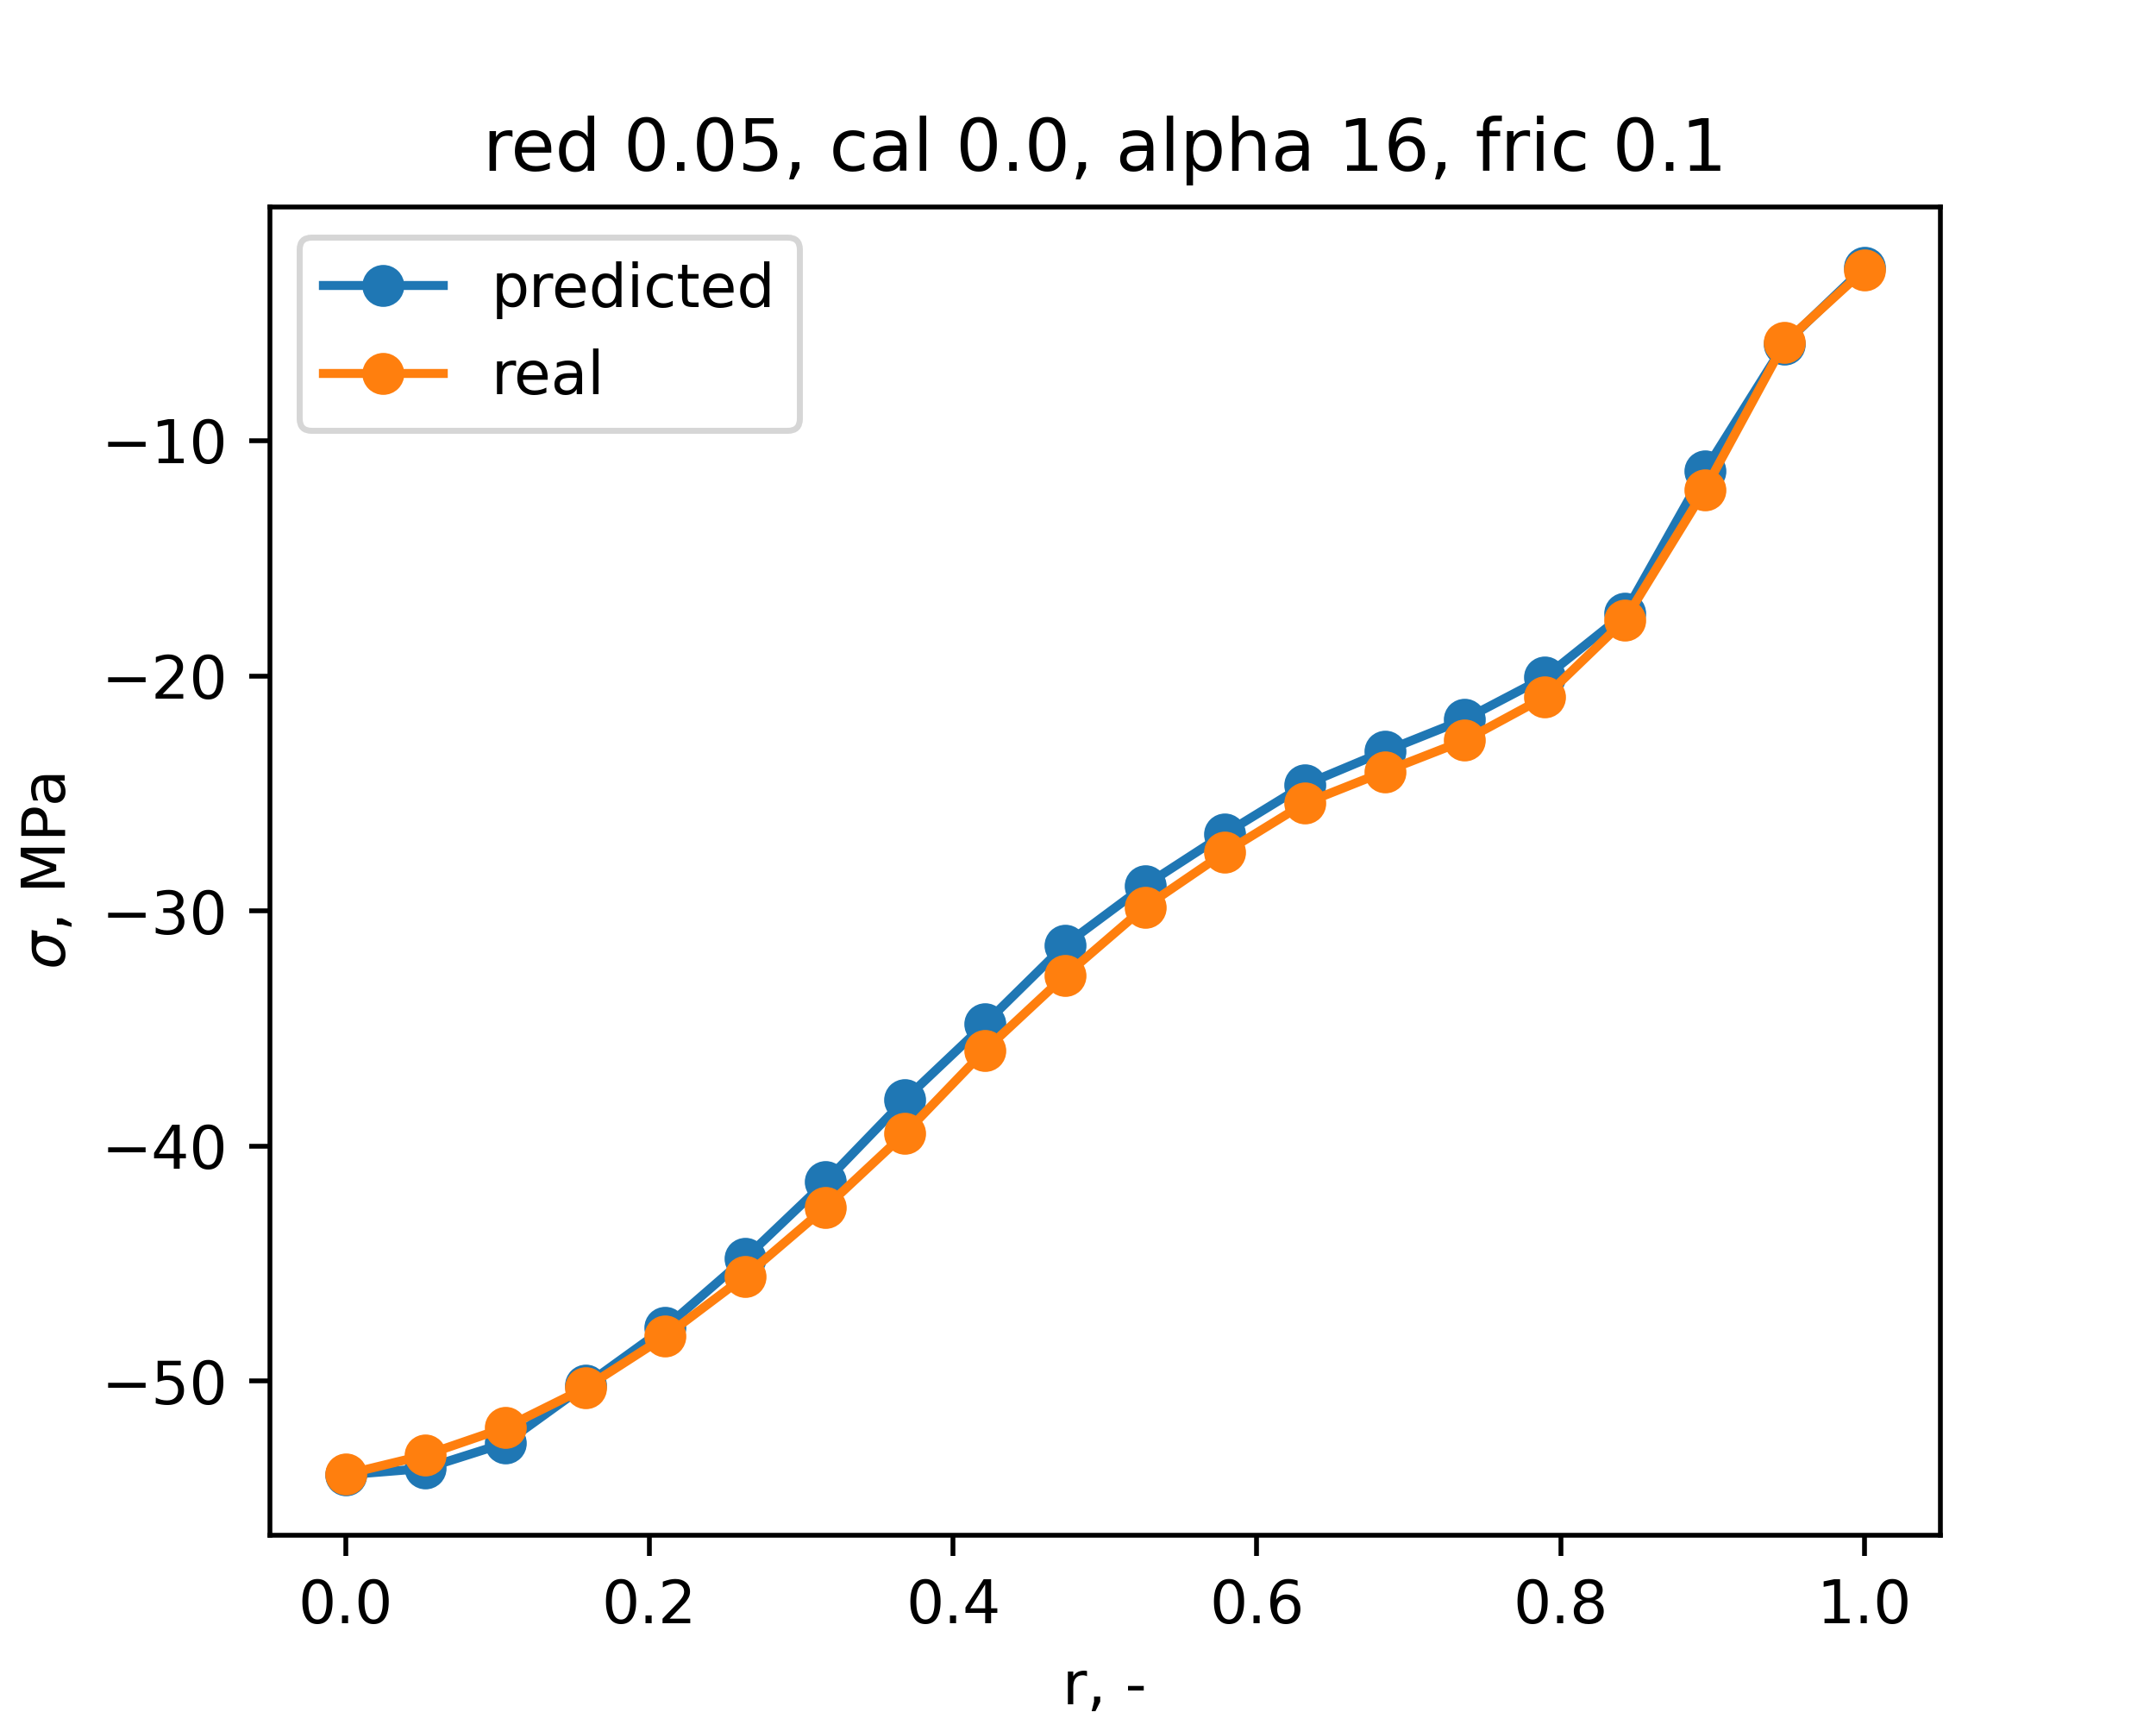 red 0.05, cal 0.0, alpha 16, fric 0.1
predicted
real
−10
−20
−30
−40
−50
σ, MPa
0.0 0.2 0.4 0.6 0.8 1.0
r, -